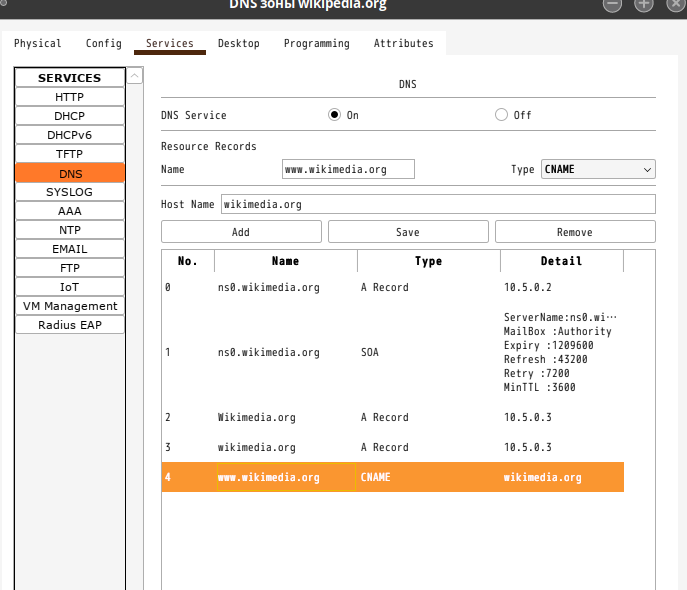 DNS зоны wikipedia.org
Physical Config Services Desktop Programming Attributes
SERVICES
HTTP
DHCP
DHCPv6
TFTP
DNS
SYSLOG
AAA
NTP
EMAIL
FTP
IoT
VM Management
Radius EAP
DNS
DNS Service On Off
Resource Records
Name www.wikimedia.org Type CNAME
Host Name wikimedia.org
Add Save Remove
No. Name Type Detail
0 ns0.wikimedia.org A Record 10.5.0.2
1 ns0.wikimedia.org SOA ServerName:ns0.wi···
MailBox :Authority
Expiry :1209600
Refresh :43200
Retry :7200
MinTTL :3600
2 Wikimedia.org A Record 10.5.0.3
3 wikimedia.org A Record 10.5.0.3
4 www.wikimedia.org CNAME wikimedia.org